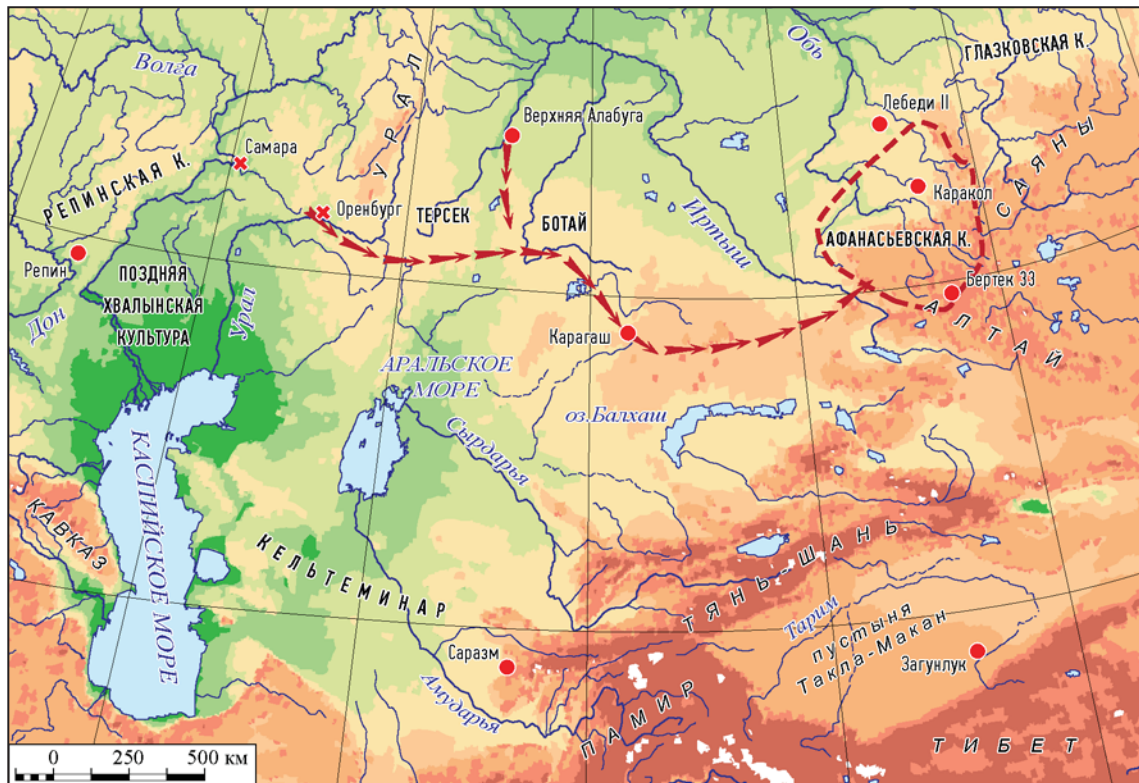 Обь
ГЛАЗКОВСКАЯ К.
Волга
УРАЛ
Верхняя Алабуга
Лебеди II
Самара
САЯНЫ
РЕПИНСКАЯ К.
Каракол
Оренбург
ТЕРСЕК
БОТАЙ
Иртыш
АФАНАСЬЕВСКАЯ К.
Репин
ПОЗДНЯЯ
ХВАЛЫНСКАЯ
КУЛЬТУРА
Бертек 33
Дон
Урал
АЛТАЙ
Карагаш
АРАЛЬСКОЕ
МОРЕ
оз.Балхаш
КАСПИЙСКОЕ МОРЕ
Сырдарья
КАВКАЗ
КЕЛЬТЕМИНАР
ТЯНЬ-ШАНЬ
Тарим
пустыня
Такла-Макан
Саразм
Загунлук
Амударья
ПАМИР
ТИБЕТ
0 250 500 км